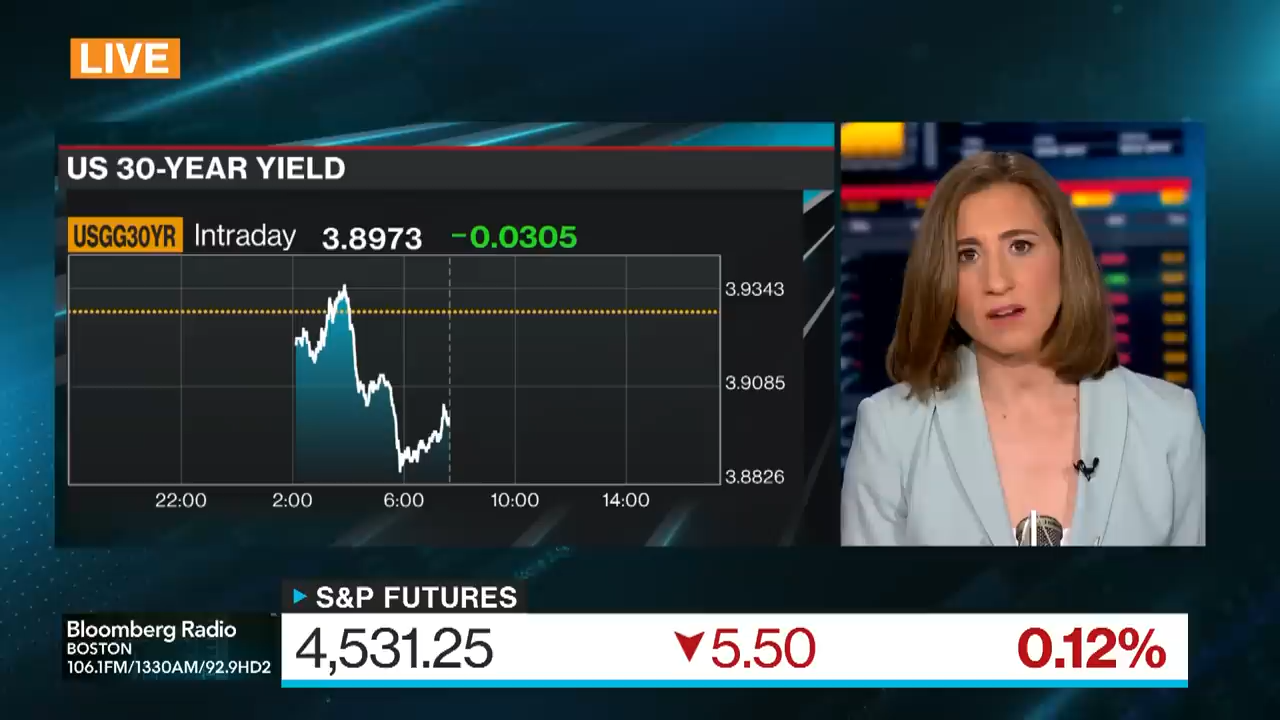 LIVE
US 30-YEAR YIELD
USGG30YR Intraday 3.8973 -0.0305
3.9343
3.9085
3.8826
22:00 2:00 6:00 10:00 14:00
S&P FUTURES
4,531.25 ▼5.50 0.12%
Bloomberg Radio
BOSTON
106.1FM/1330AM/92.9HD2